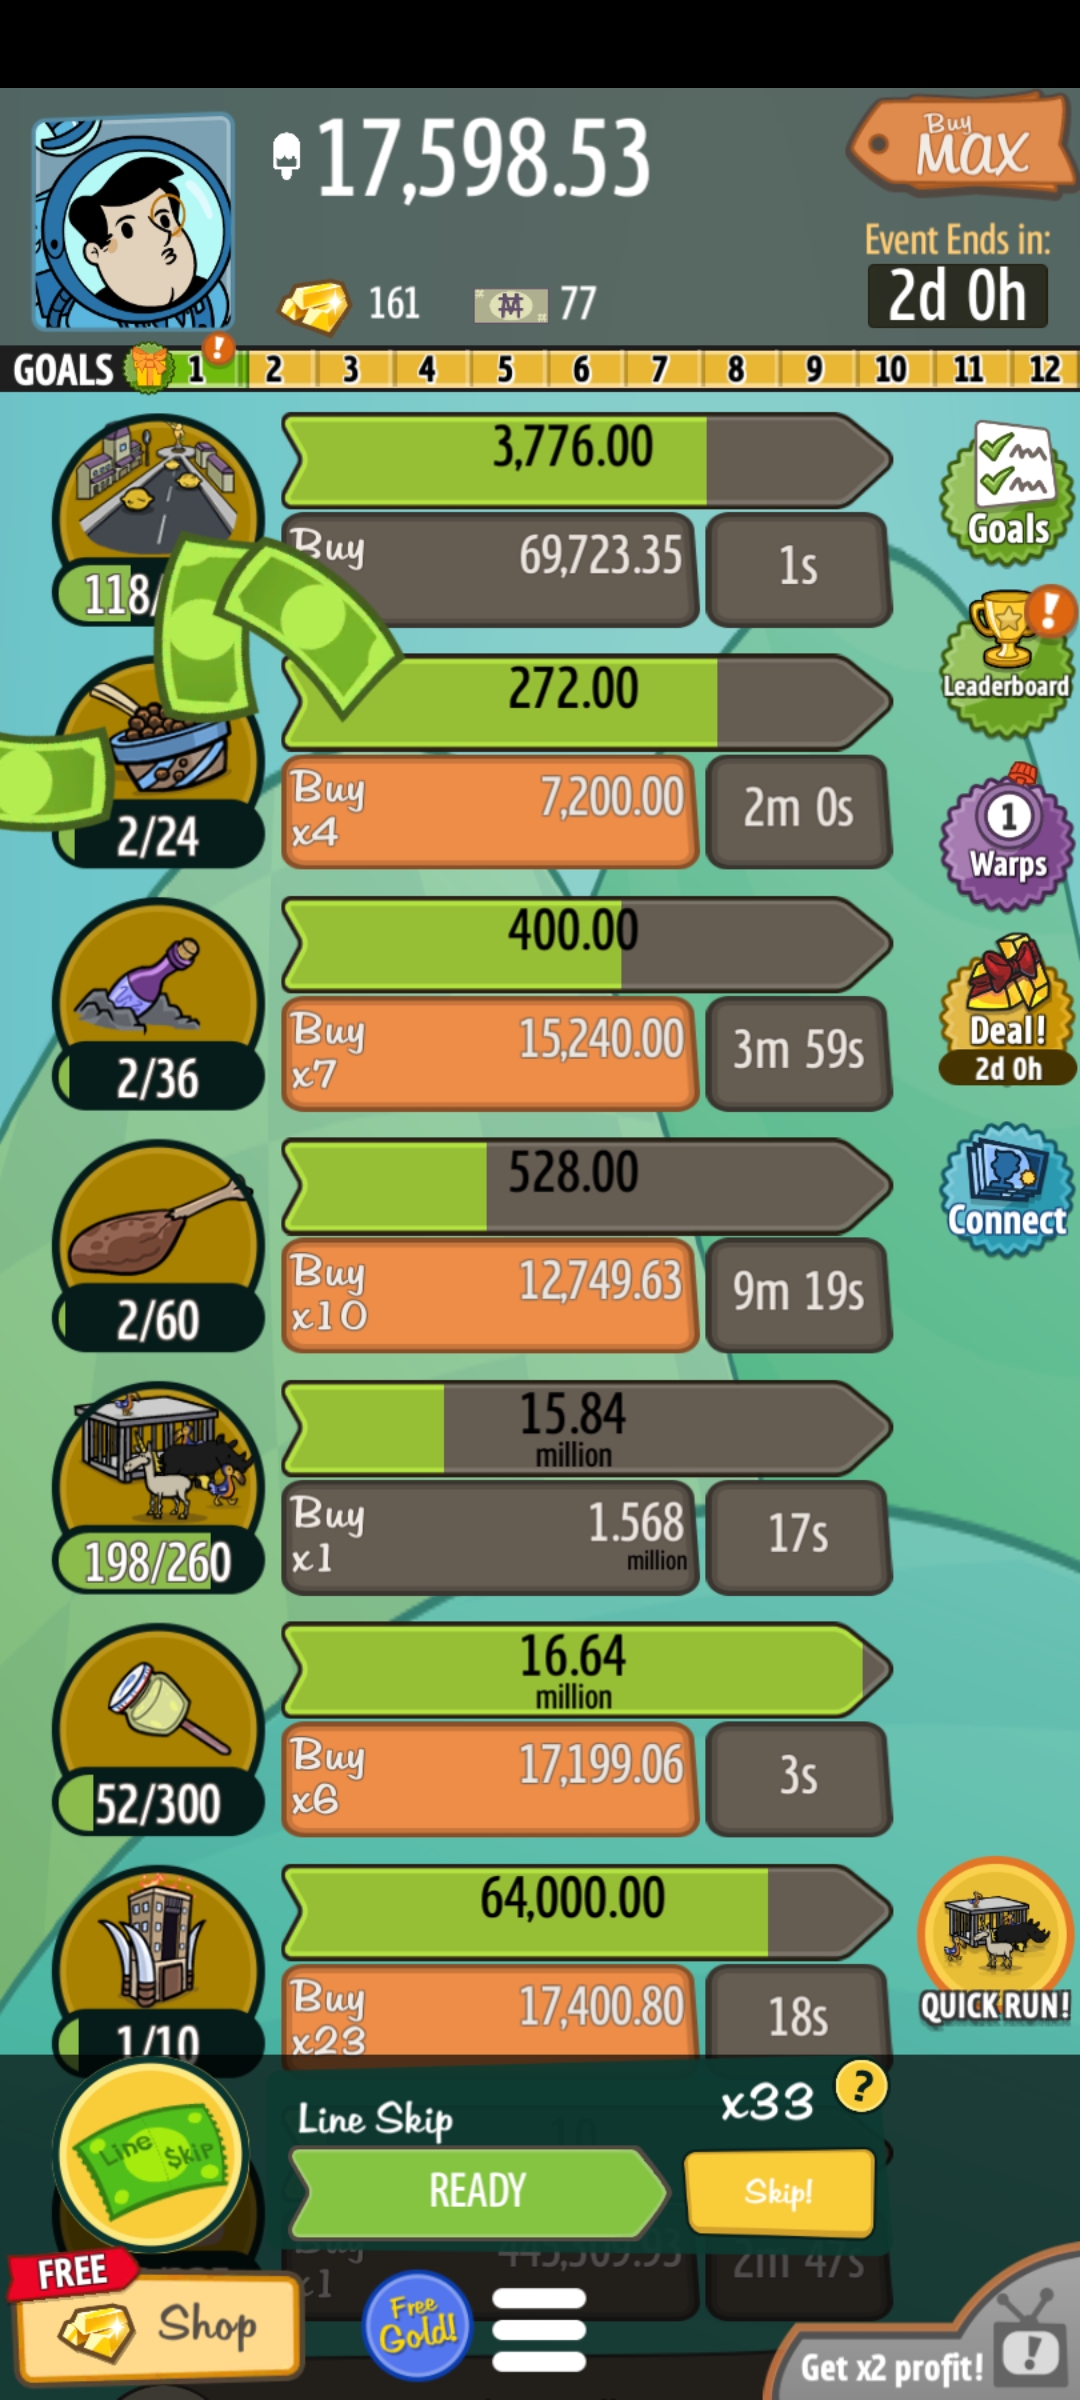 17,598.53
Buy
MAX
Event Ends in:
2d 0h
161
77
GOALS 1 ! 2 3 4 5 6 7 8 9 10 11 12
3,776.00
Buy 69,723.35 1s
118/
Goals
272.00
Buy 7,200.00 2m 0s
x4
2/24
!
Leaderboard
400.00
Buy 15,240.00 3m 59s
x7
2/36
1
Warps
528.00
Buy 12,749.63 9m 19s
x10
2/60
Deal!
2d 0h
Connect
15.84
million
Buy 1.568 17s
x1 million
198/260
16.64
million
Buy 17,199.06 3s
x6
52/300
64,000.00
Buy 17,400.80 18s
x23
1/10
QUICK RUN!
Line Skip
Line Skip x33 ?
READY Skip!
Buy 445,309.93 2m 47s
x1
FREE
Shop
Free
Gold!
Get x2 profit! !